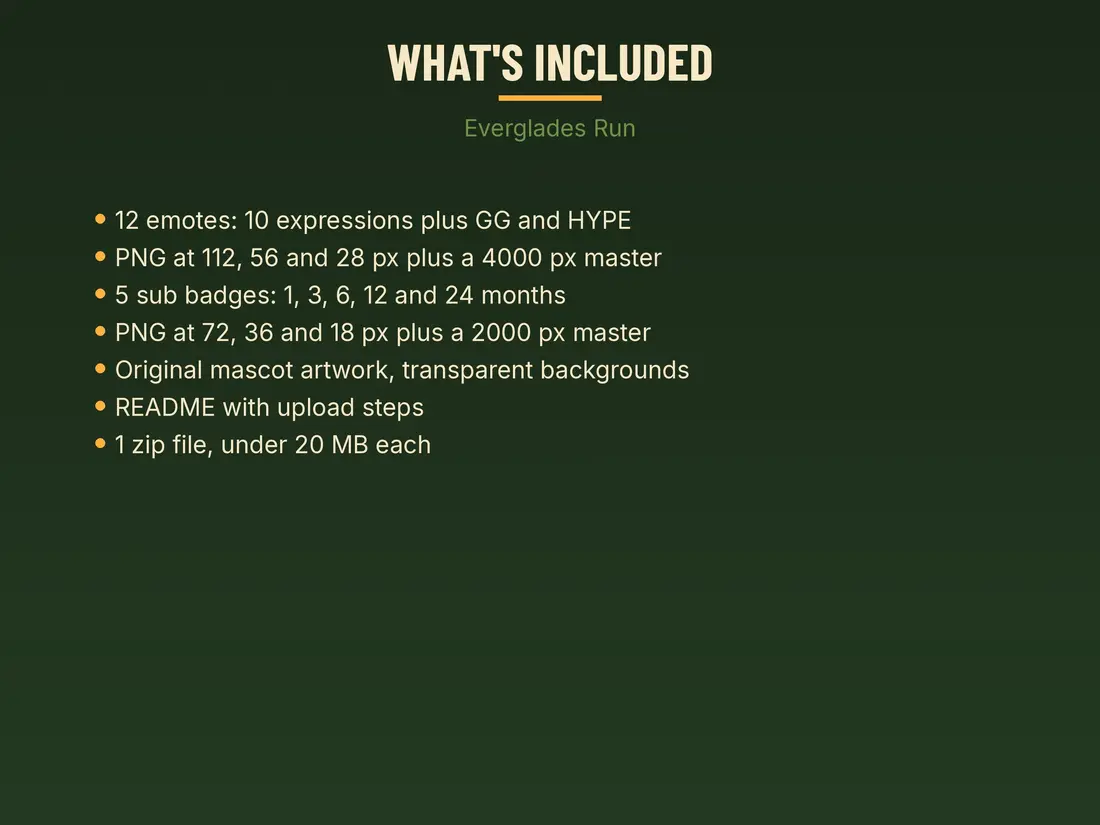 WHAT'S INCLUDED
Everglades Run
12 emotes: 10 expressions plus GG and HYPE
PNG at 112, 56 and 28 px plus a 4000 px master
5 sub badges: 1, 3, 6, 12 and 24 months
PNG at 72, 36 and 18 px plus a 2000 px master
Original mascot artwork, transparent backgrounds
README with upload steps
1 zip file, under 20 MB each